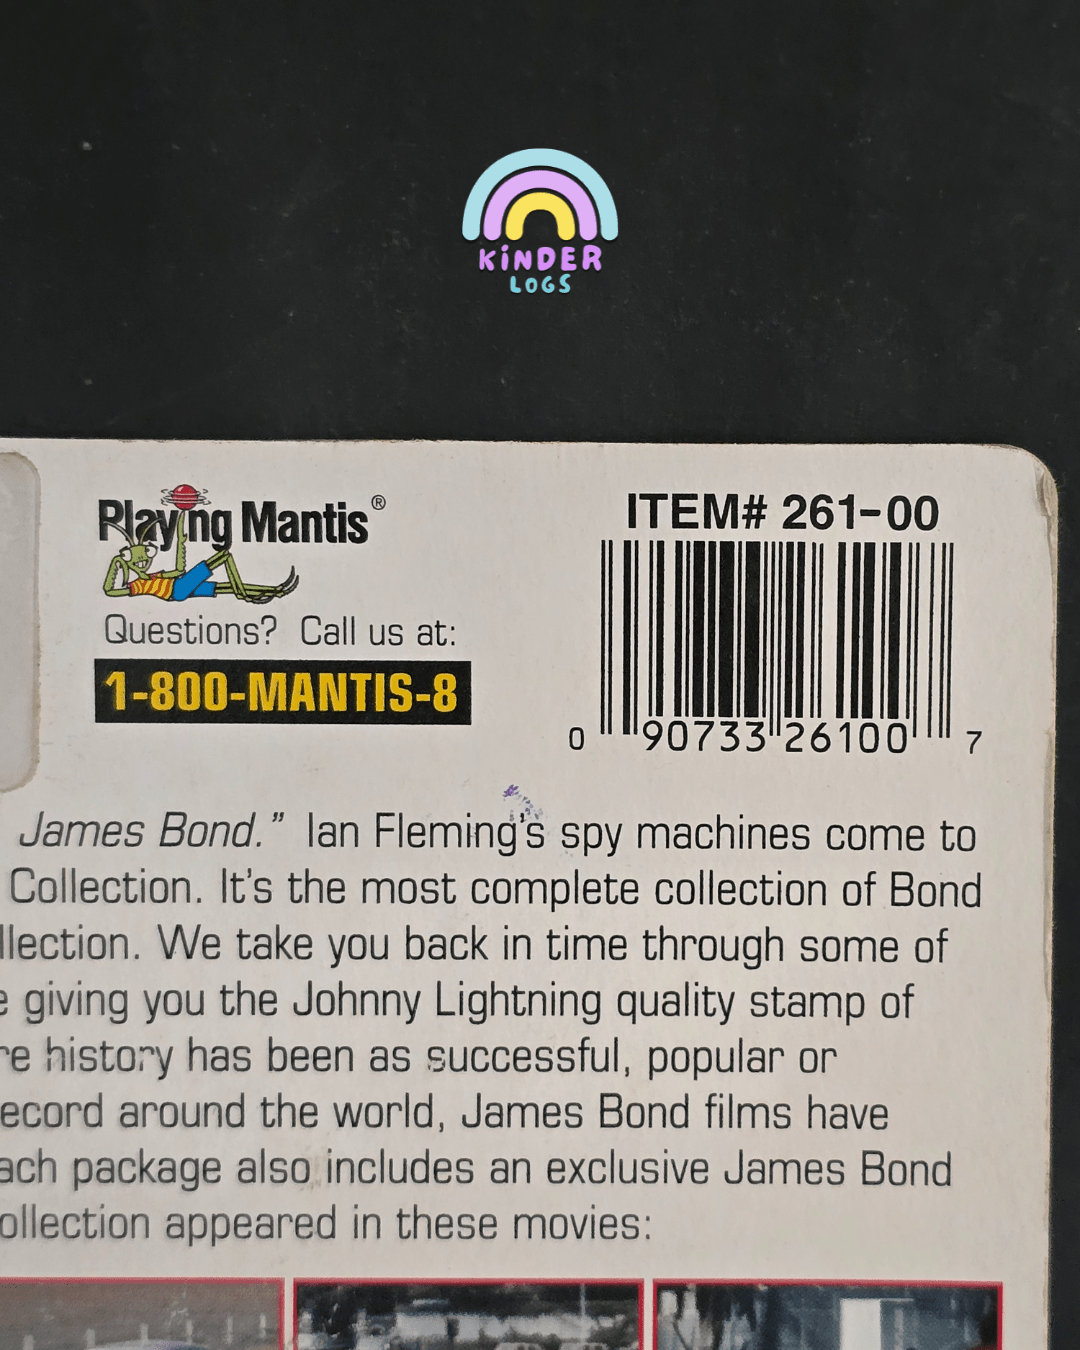 KiNDER
LOGS
Playing Mantis®
ITEM# 261-00
Questions? Call us at:
1-800-MANTIS-8
0 90733 26100 7
James Bond.” Ian Fleming’s spy machines come to
Collection. It’s the most complete collection of Bond
llection. We take you back in time through some of
e giving you the Johnny Lightning quality stamp of
re history has been as successful, popular or
ecord around the world, James Bond films have
ach package also includes an exclusive James Bond
ollection appeared in these movies: